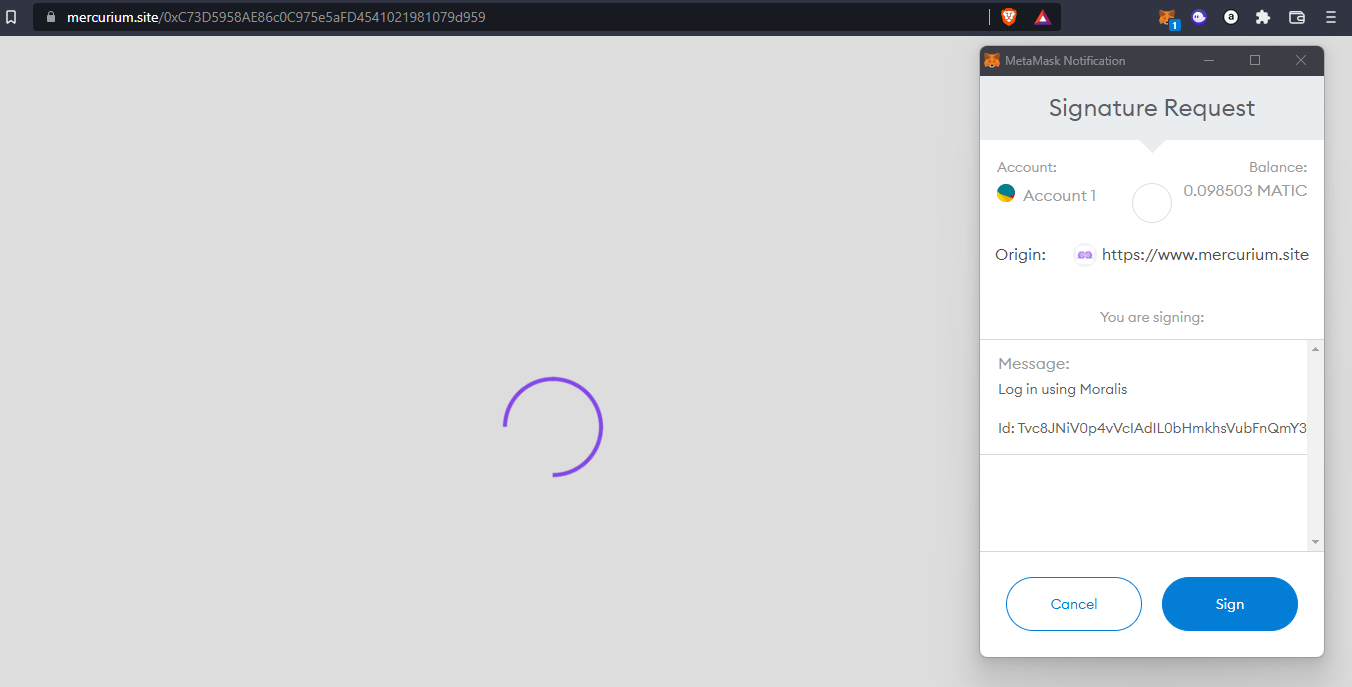 mercurium.site/0xC73D5958AE86c0C975e5aFD4541021981079d959
1
a
MetaMask Notification
Signature Request
Account:
Balance:
Account 1
0.098503 MATIC
Origin:
https://www.mercurium.site
You are signing:
Message:
Log in using Moralis
Id: Tvc8JNiV0p4vVcIAdIL0bHmkhsVubFnQmY3
Cancel
Sign